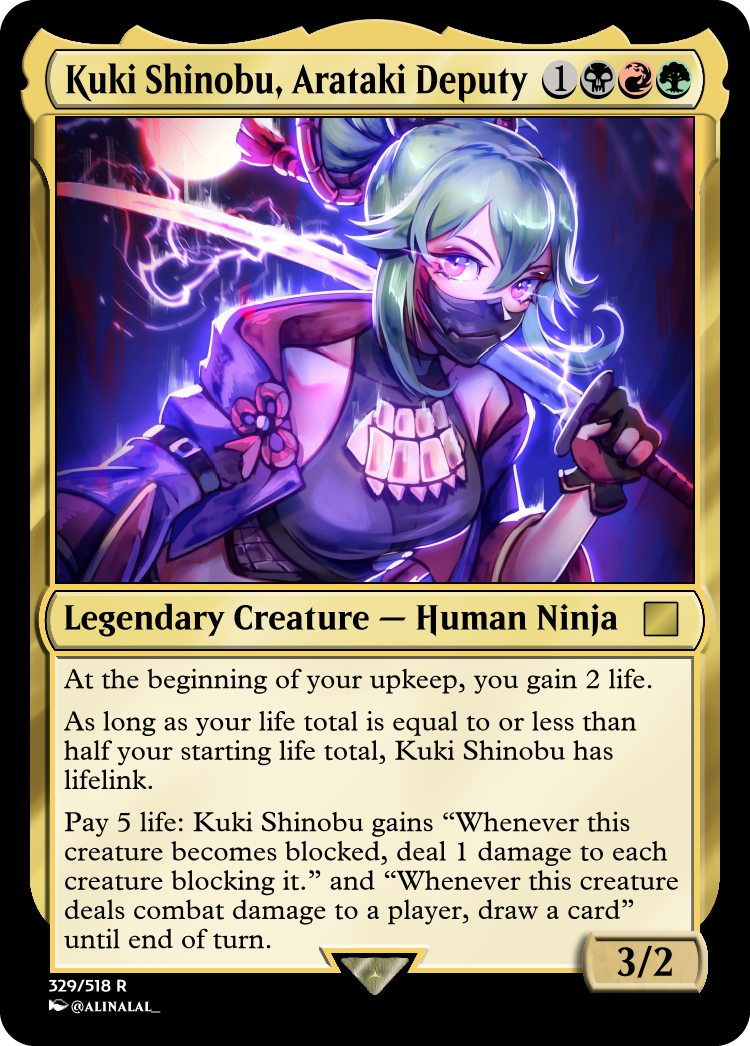 Kuki Shinobu, Arataki Deputy 1
Legendary Creature — Human Ninja
At the beginning of your upkeep, you gain 2 life.
As long as your life total is equal to or less than
half your starting life total, Kuki Shinobu has
lifelink.
Pay 5 life: Kuki Shinobu gains “Whenever this
creature becomes blocked, deal 1 damage to each
creature blocking it.” and “Whenever this creature
deals combat damage to a player, draw a card”
until end of turn.
3/2
329/518 R
@ALINALAL_